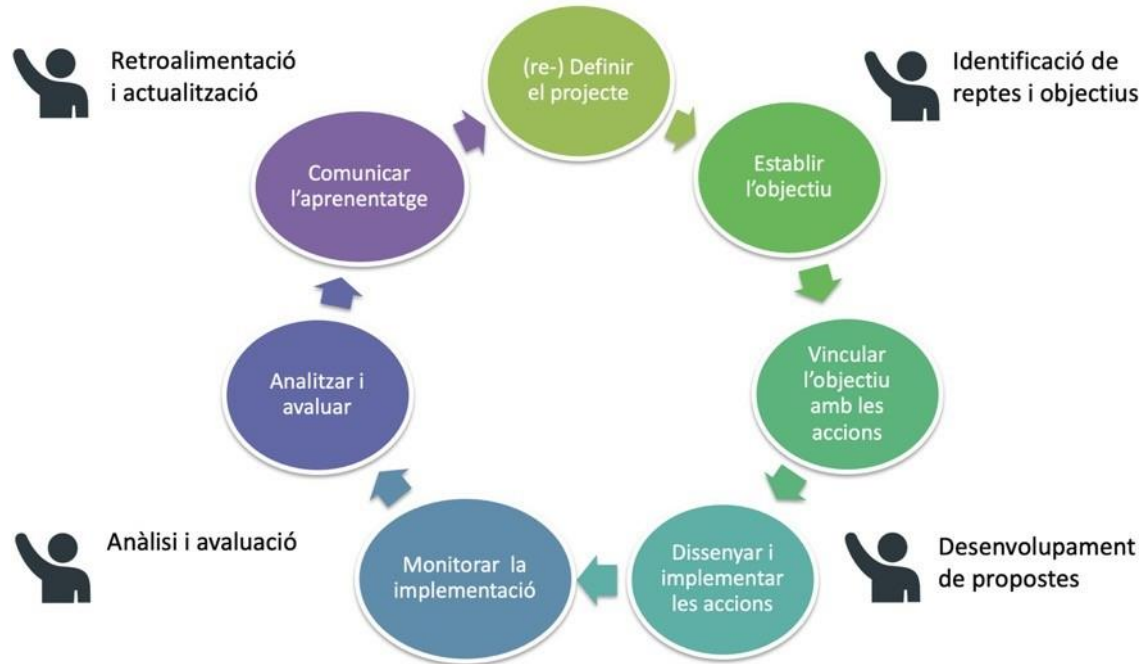 Retroalimentació
i actualització
(re-) Definir
el projecte
Identificació de
reptes i objectius
Comunicar
l’aprenentatge
Establir
l’objectiu
Analitzar i
avaluar
Vincular
l’objectiu
amb les
accions
Anàlisi i avaluació
Monitorar la
implementació
Dissenyar i
implementar
les accions
Desenvolupament
de propostes